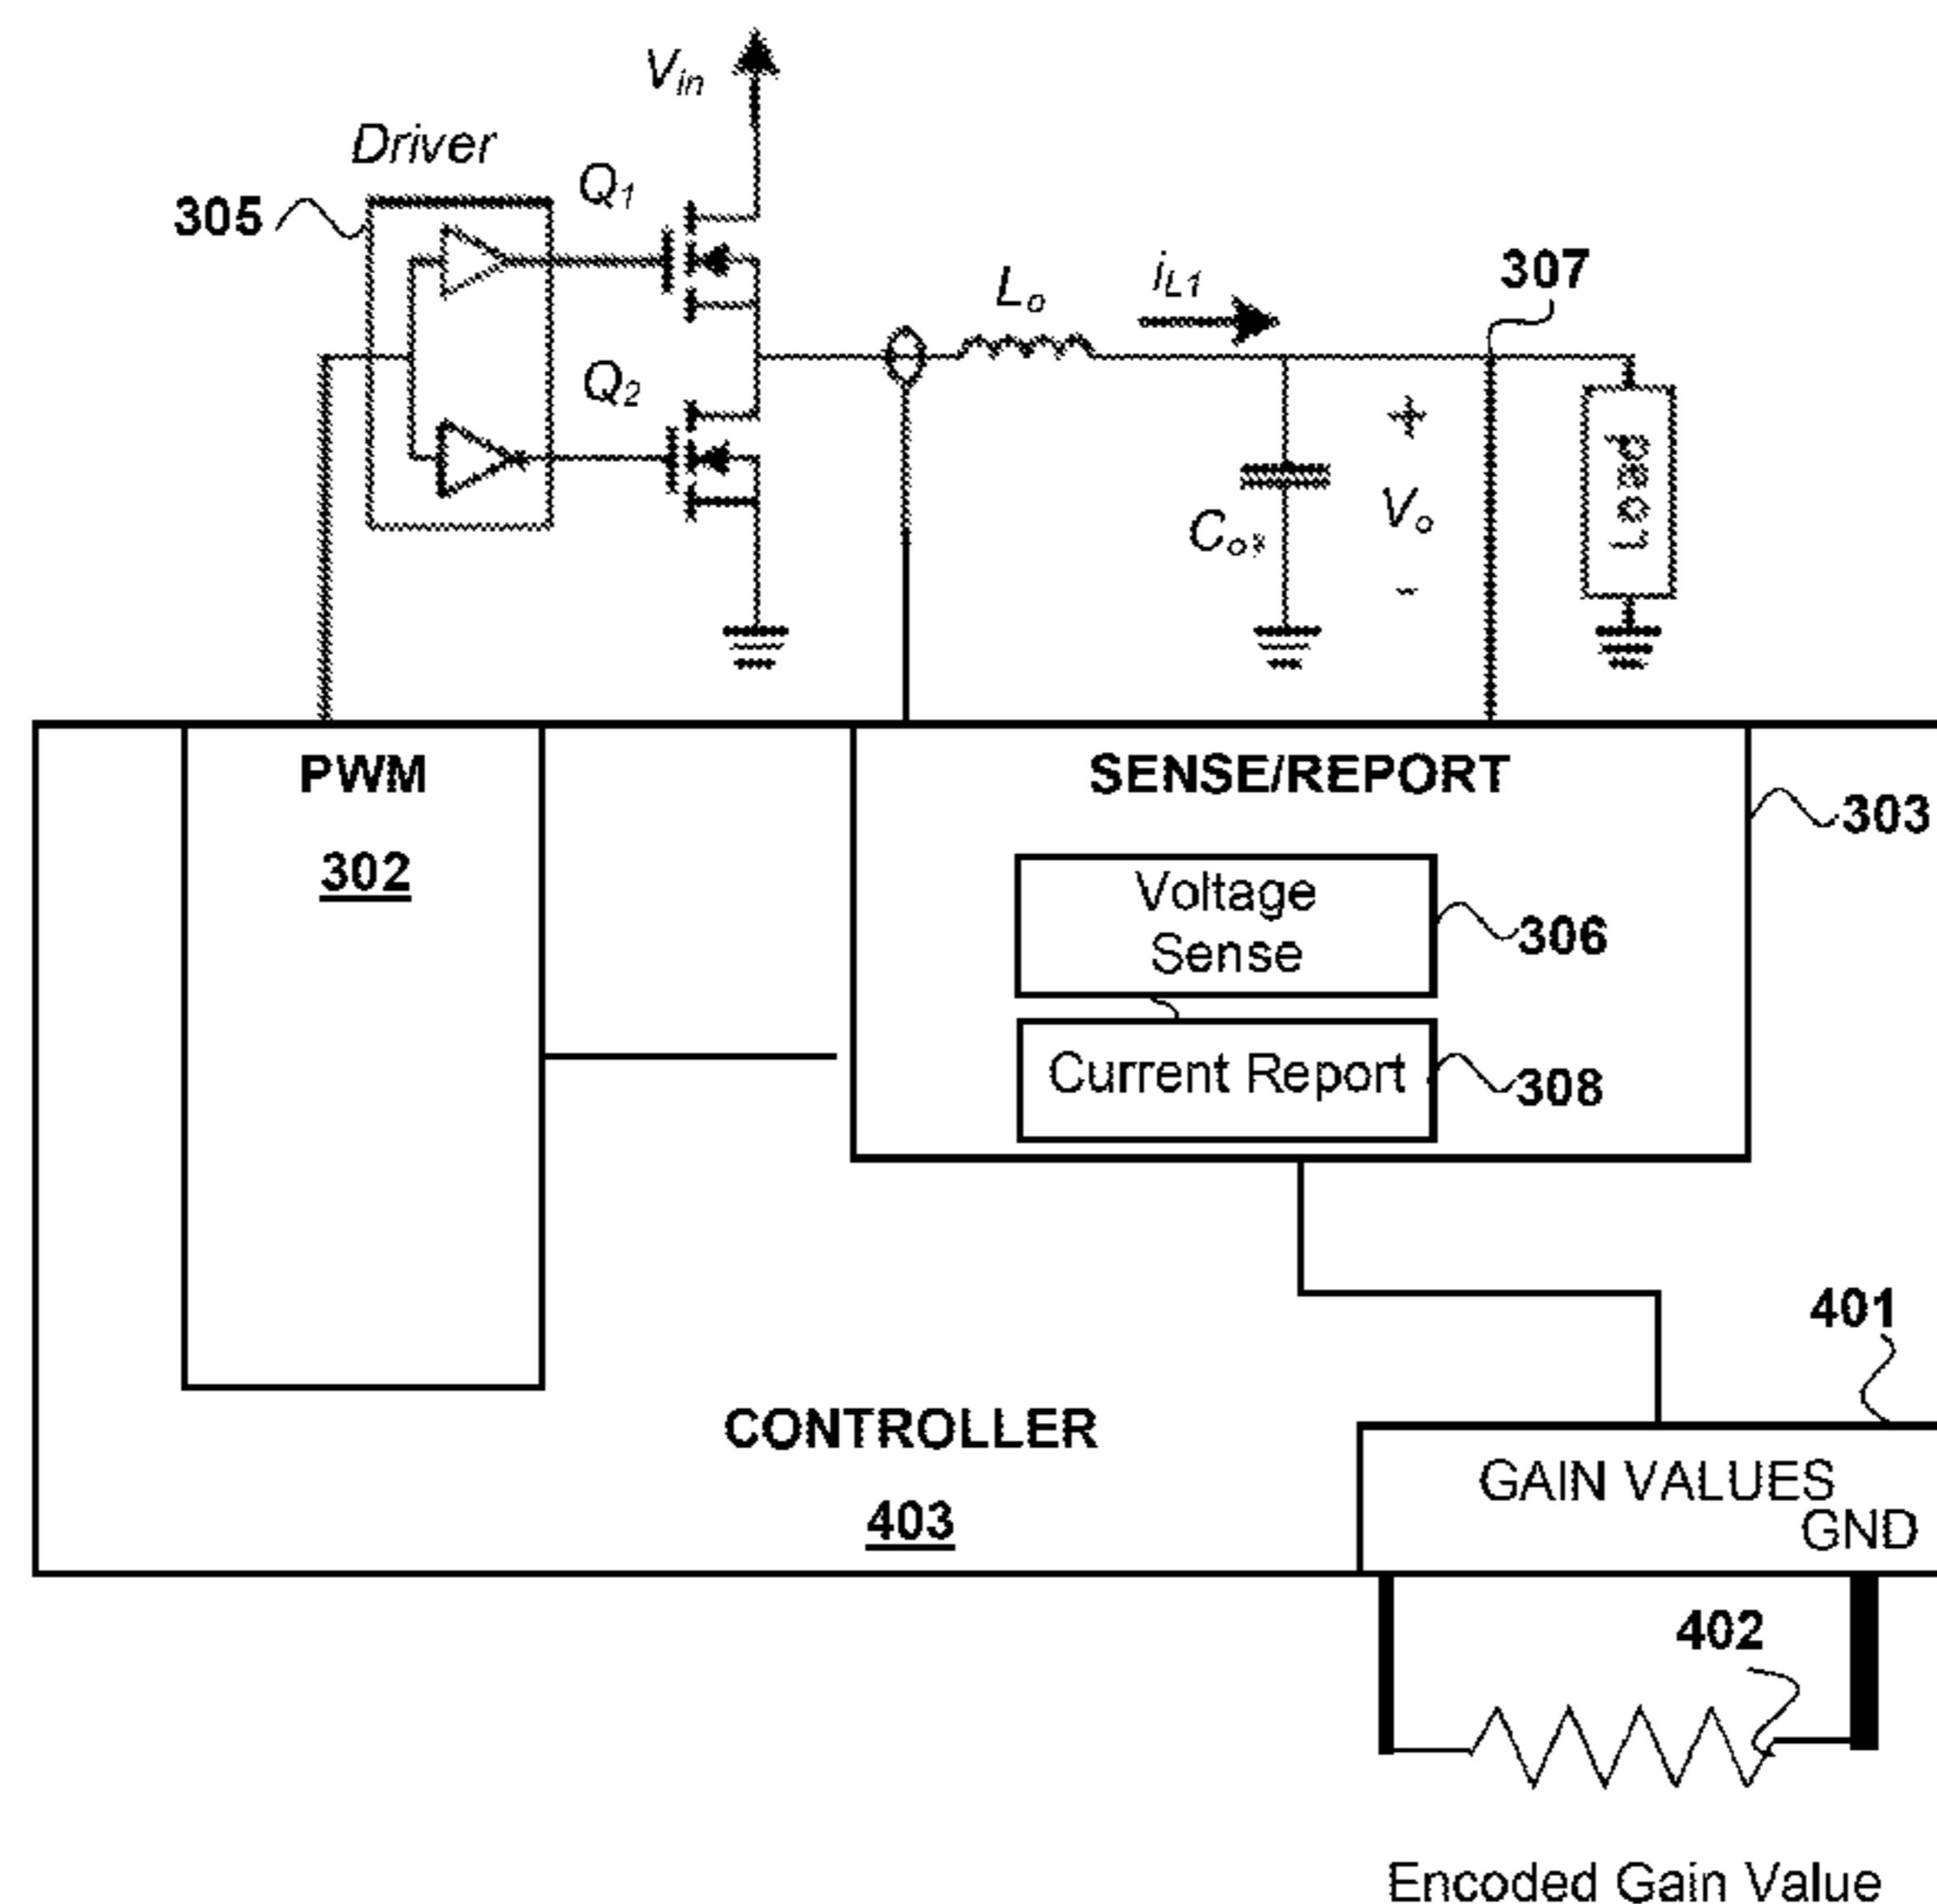 Vin
Driver
Q1
305
307
Lo
iL1
Q2
+
Load
Co
Vo
-
PWM
SENSE/REPORT
302
303
Voltage
Sense
306
Current Report
308
401
CONTROLLER
GAIN VALUES
403
GND
402
Encoded Gain Value